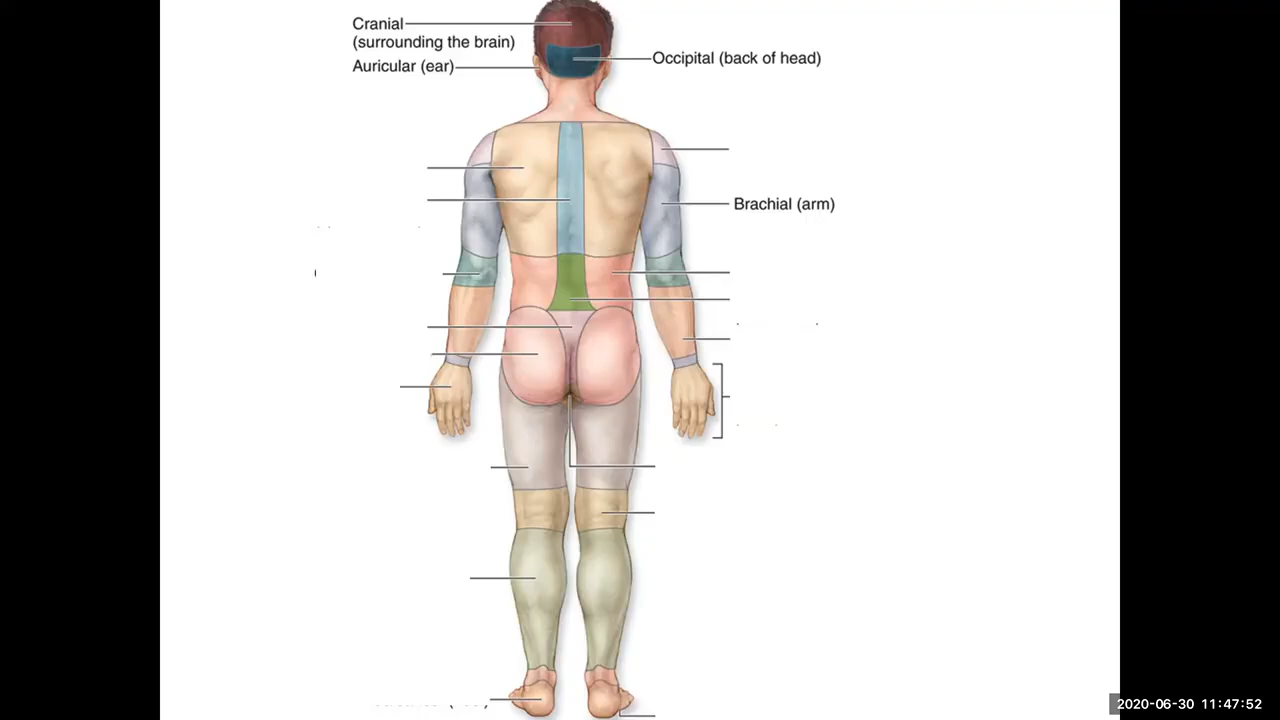 Cranial
(surrounding the brain)
Auricular (ear)
Occipital (back of head)
Brachial (arm)
2020-06-30 11:47:52